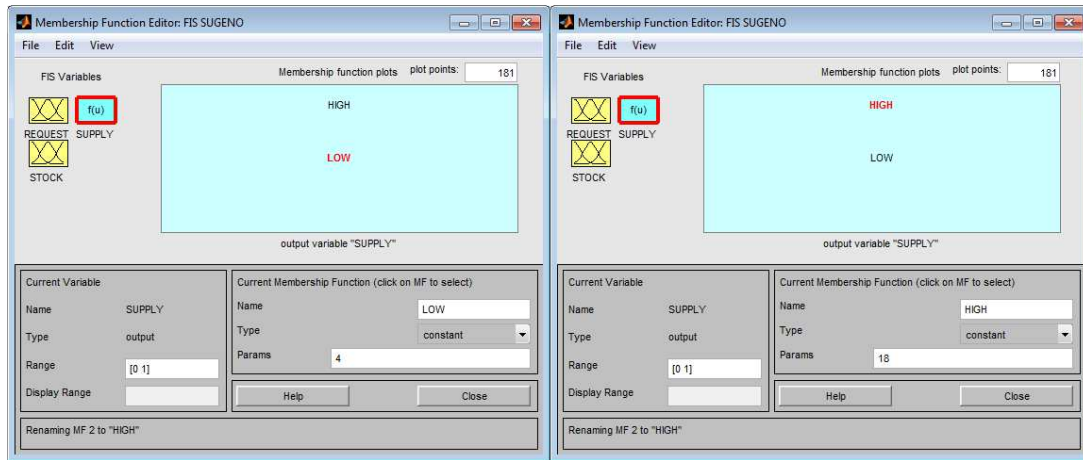 Membership Function Editor: FIS SUGENO
File Edit View
FIS Variables
Membership function plots plot points: 181
f(u)
REQUEST SUPPLY
STOCK
HIGH
LOW
output variable "SUPPLY"
Current Variable
Name SUPPLY
Type output
Range [0 1]
Display Range
Current Membership Function (click on MF to select)
Name LOW
Type constant
Params 4
Help Close
Renaming MF 2 to "HIGH"
Membership Function Editor: FIS SUGENO
File Edit View
FIS Variables
Membership function plots plot points: 181
f(u)
REQUEST SUPPLY
STOCK
HIGH
LOW
output variable "SUPPLY"
Current Variable
Name SUPPLY
Type output
Range [0 1]
Display Range
Current Membership Function (click on MF to select)
Name HIGH
Type constant
Params 18
Help Close
Renaming MF 2 to "HIGH"